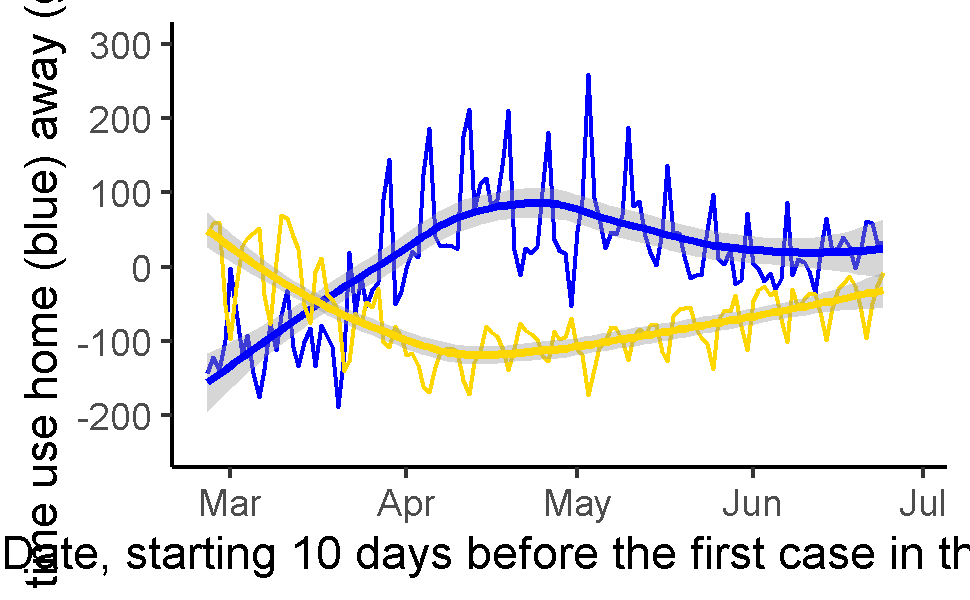 time use home (blue) away (
300
200
100
0
-100
-200
Mar
Apr
May
Jun
Jul
Date, starting 10 days before the first case in th